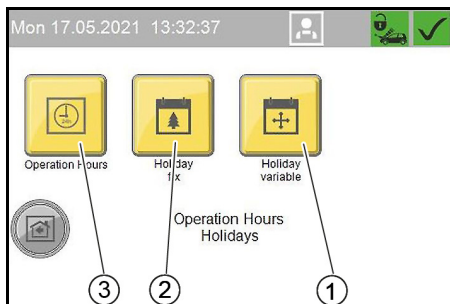 Mon 17.05.2021 13:32:37
24h
Operation Hours
Holiday
fix
Holiday
variable
Operation Hours
Holidays
3
2
1